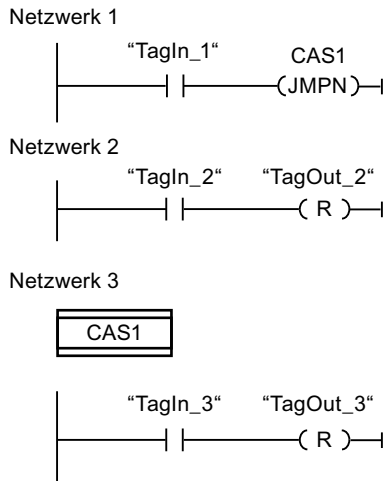 Netzwerk 1
“TagIn_1“ CAS1
(JMPN)
Netzwerk 2
“TagIn_2“ “TagOut_2“
( R )
Netzwerk 3
CAS1
“TagIn_3“ “TagOut_3“
( R )